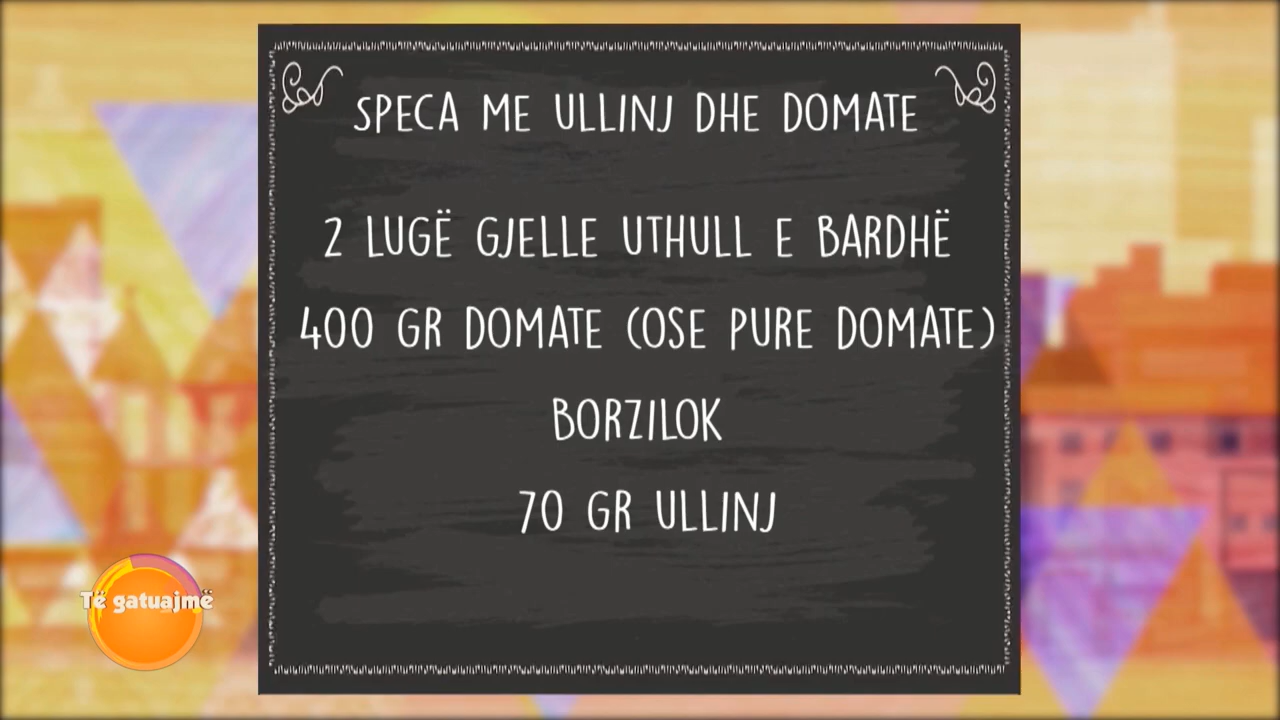 SPECA ME ULLINJ DHE DOMATE
2 LUGË GJELLE UTHULL E BARDHË
400 GR DOMATE (OSE PURE DOMATE)
BORZILOK
70 GR ULLINJ
Të gatuajmë